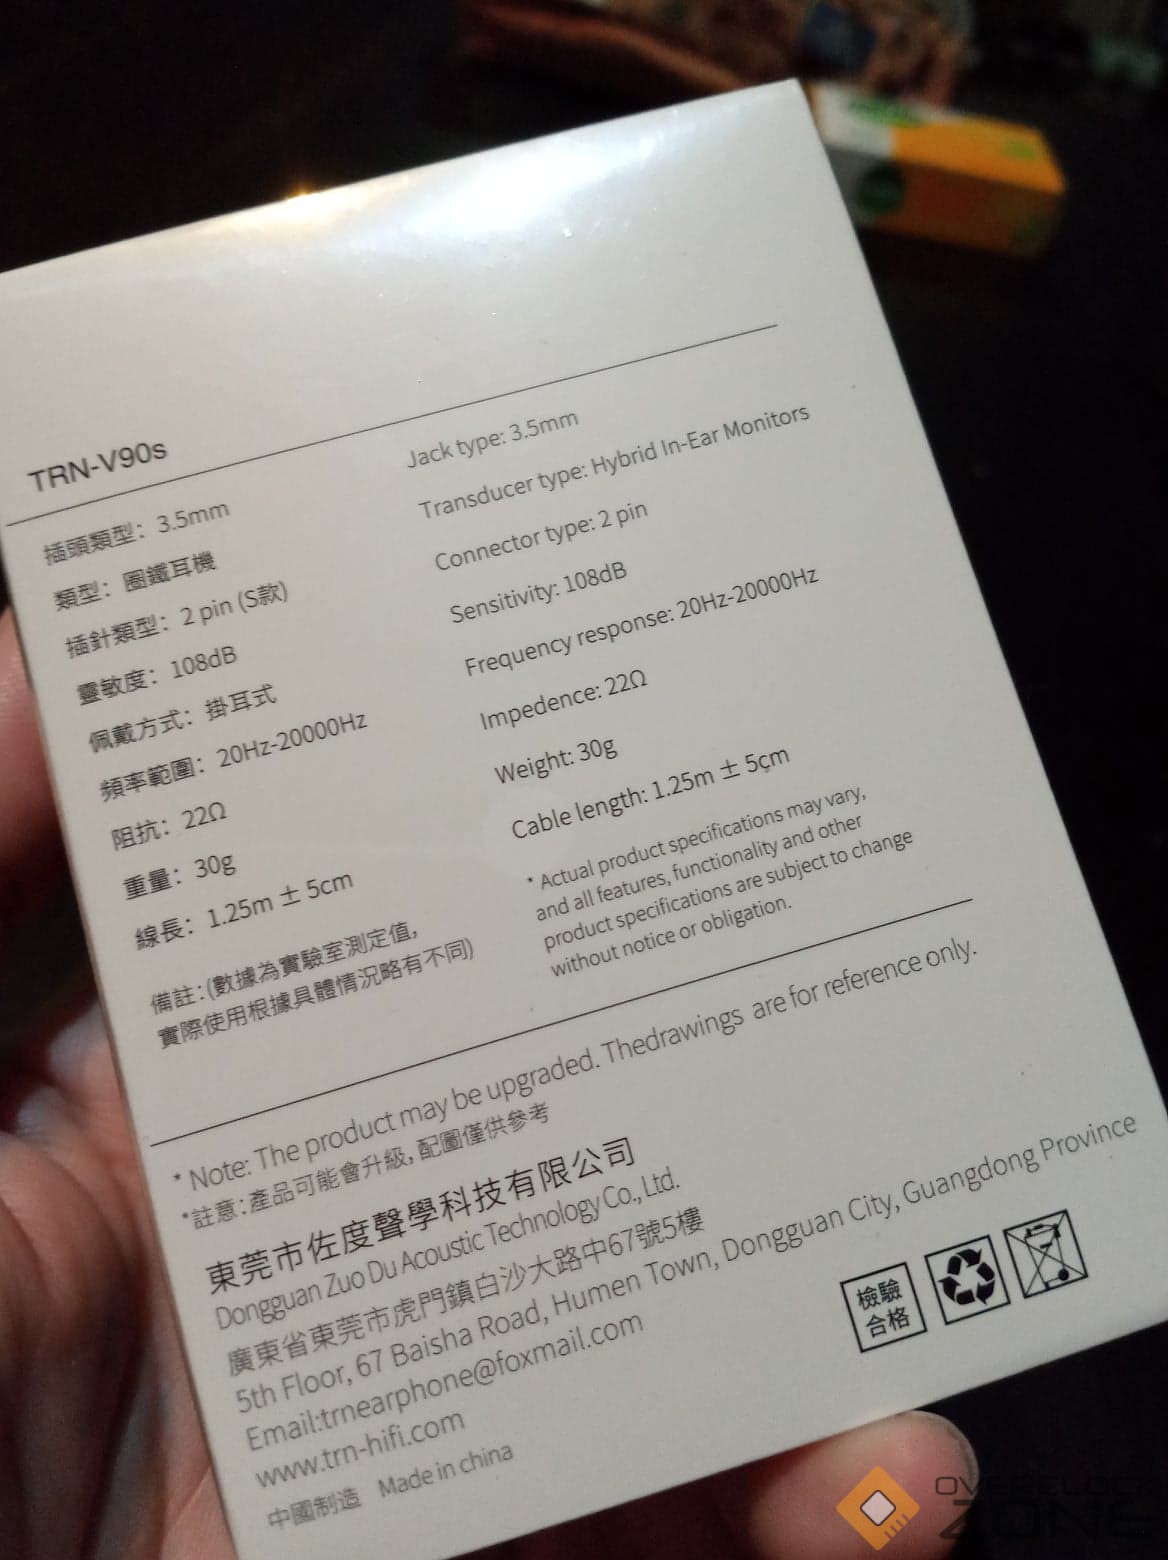 TRN-V90s
插頭類型：3.5mm
類型：圈鐵耳機
插針類型：2 pin (S款)
靈敏度：108dB
佩戴方式：掛耳式
頻率範圍：20Hz-20000Hz
阻抗：22Ω
重量：30g
線長：1.25m ± 5cm
備註：(數據為實驗室測定值，
實際使用根據具體情況略有不同)
Jack type: 3.5mm
Transducer type: Hybrid In-Ear Monitors
Connector type: 2 pin
Sensitivity: 108dB
Frequency response: 20Hz-20000Hz
Impedence: 22Ω
Weight: 30g
Cable length: 1.25m ± 5cm
* Actual product specifications may vary,
and all features, functionality and other
product specifications are subject to change
without notice or obligation.
* Note: The product may be upgraded. Thedrawings are for reference only.
*註意：產品可能會升級，配圖僅供參考
東莞市佐度聲學科技有限公司
Dongguan Zuo Du Acoustic Technology Co., Ltd.
廣東省東莞市虎門鎮白沙大路中67號5樓
5th Floor, 67 Baisha Road, Humen Town, Dongguan City, Guangdong Province
Email:trnearphone@foxmail.com
www.trn-hifi.com
中國制造 Made in china
檢驗
合格
OVERCLOCK
ZONE